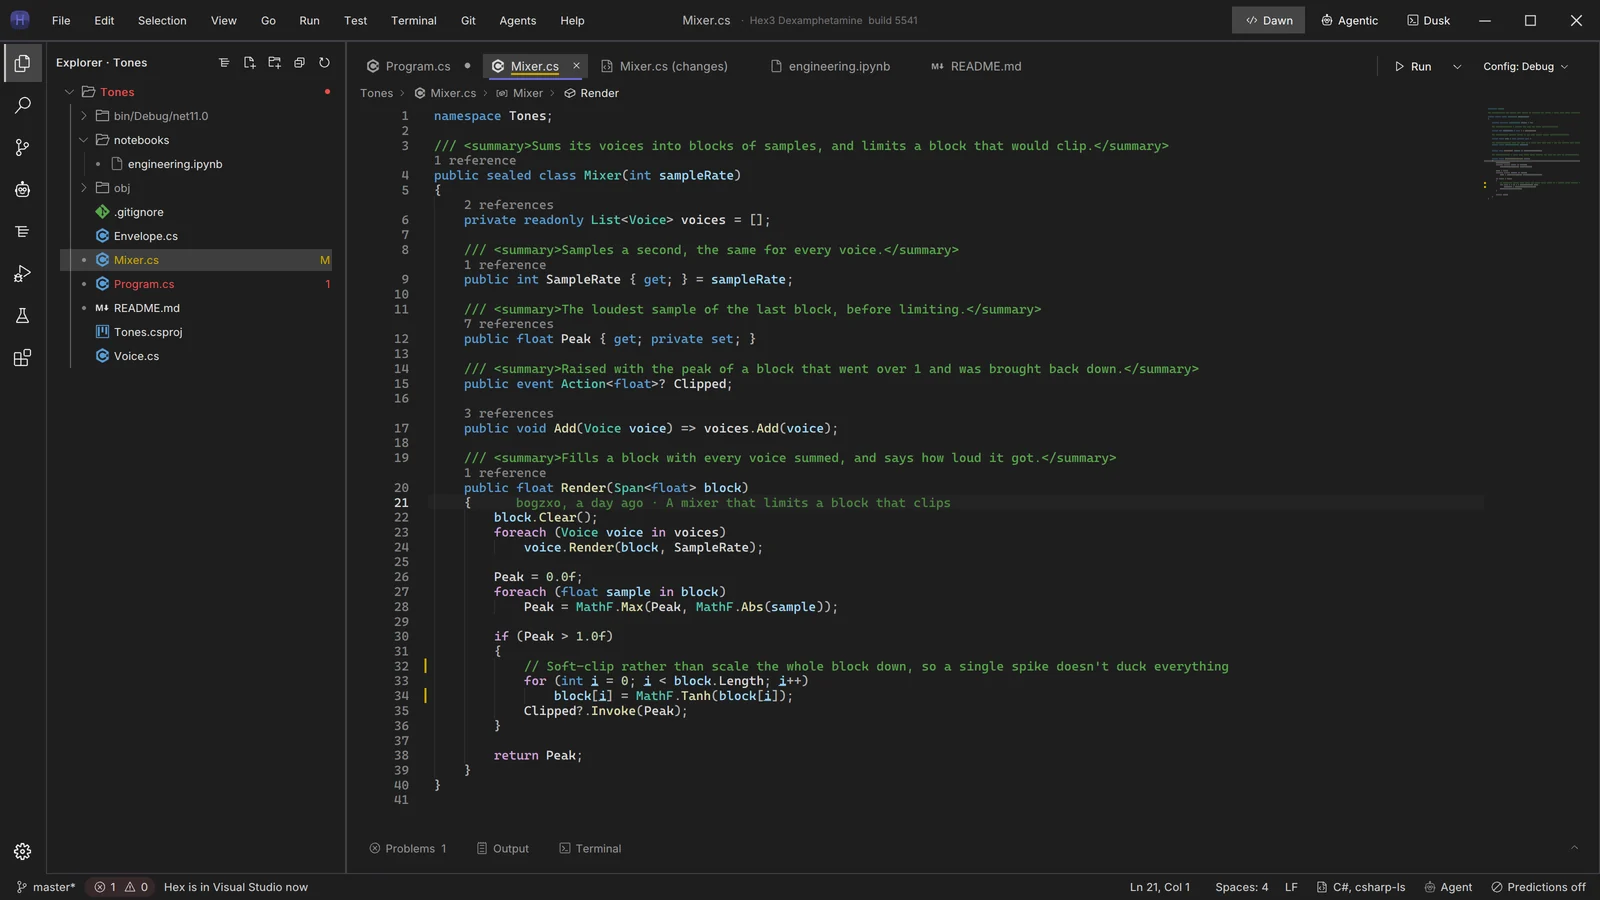 File Edit Selection View Go Run Test Terminal Git Agents Help
Mixer.cs · Hex3 Dexamphetamine build 5541
Dawn Agentic Dusk
Explorer · Tones
Tones
bin/Debug/net11.0
notebooks
engineering.ipynb
obj
.gitignore
Envelope.cs
Mixer.cs M
Program.cs 1
README.md
Tones.csproj
Voice.cs
Program.cs Mixer.cs Mixer.cs (changes) engineering.ipynb README.md
Run Config: Debug
Tones Mixer.cs Mixer Render
1 namespace Tones;
2
3 /// <summary>Sums its voices into blocks of samples, and limits a block that would clip.</summary>
1 reference
4 public sealed class Mixer(int sampleRate)
5 {
2 references
6 private readonly List<Voice> voices = [];
7
8 /// <summary>Samples a second, the same for every voice.</summary>
1 reference
9 public int SampleRate { get; } = sampleRate;
10
11 /// <summary>The loudest sample of the last block, before limiting.</summary>
7 references
12 public float Peak { get; private set; }
13
14 /// <summary>Raised with the peak of a block that went over 1 and was brought back down.</summary>
15 public event Action<float>? Clipped;
16
3 references
17 public void Add(Voice voice) => voices.Add(voice);
18
19 /// <summary>Fills a block with every voice summed, and says how loud it got.</summary>
1 reference
20 public float Render(Span<float> block)
21 { bogzxo, a day ago · A mixer that limits a block that clips
22 block.Clear();
23 foreach (Voice voice in voices)
24 voice.Render(block, SampleRate);
25
26 Peak = 0.0f;
27 foreach (float sample in block)
28 Peak = MathF.Max(Peak, MathF.Abs(sample));
29
30 if (Peak > 1.0f)
31 {
32 // Soft-clip rather than scale the whole block down, so a single spike doesn't duck everything
33 for (int i = 0; i < block.Length; i++)
34 block[i] = MathF.Tanh(block[i]);
35 Clipped?.Invoke(Peak);
36 }
37
38 return Peak;
39 }
40 }
41
Problems 1 Output Terminal
master* 1 0 Hex is in Visual Studio now
Ln 21, Col 1 Spaces: 4 LF C#, csharp-ls Agent Predictions off